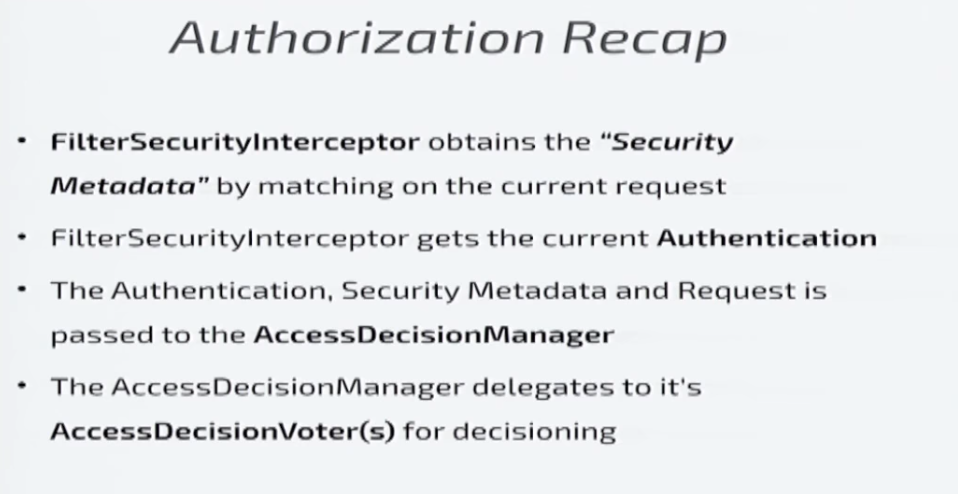 Authorization Recap
• FilterSecurityInterceptor obtains the “Security
Metadata” by matching on the current request
• FilterSecurityInterceptor gets the current Authentication
• The Authentication, Security Metadata and Request is
passed to the AccessDecisionManager
• The AccessDecisionManager delegates to it's
AccessDecisionVoter(s) for decisioning